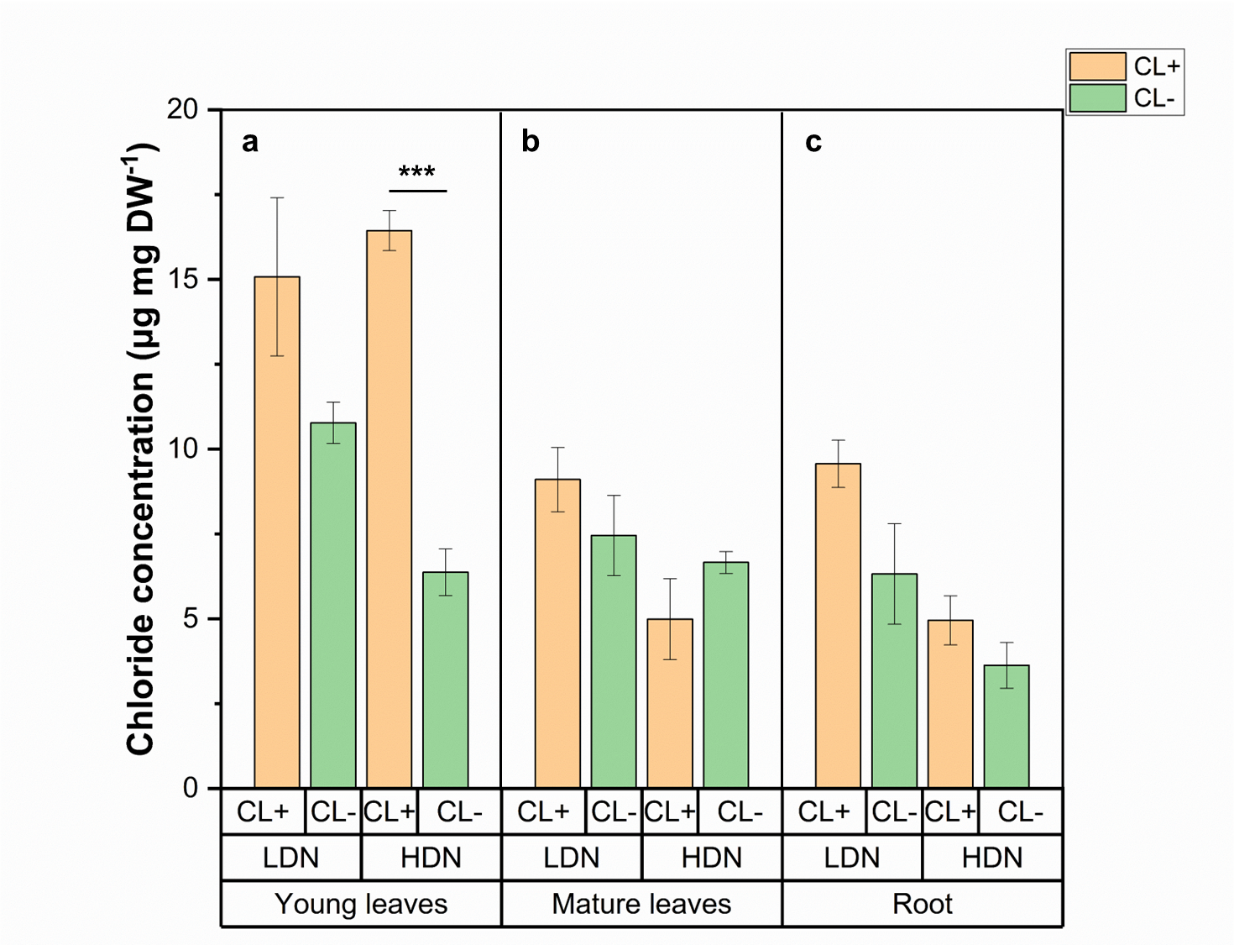 CL+
CL-
20
a
b
c
***
15
10
5
0
Chloride concentration (µg mg DW-1)
CL+ CL- CL+ CL- CL+ CL- CL+ CL- CL+ CL- CL+ CL-
LDN HDN LDN HDN LDN HDN
Young leaves Mature leaves Root